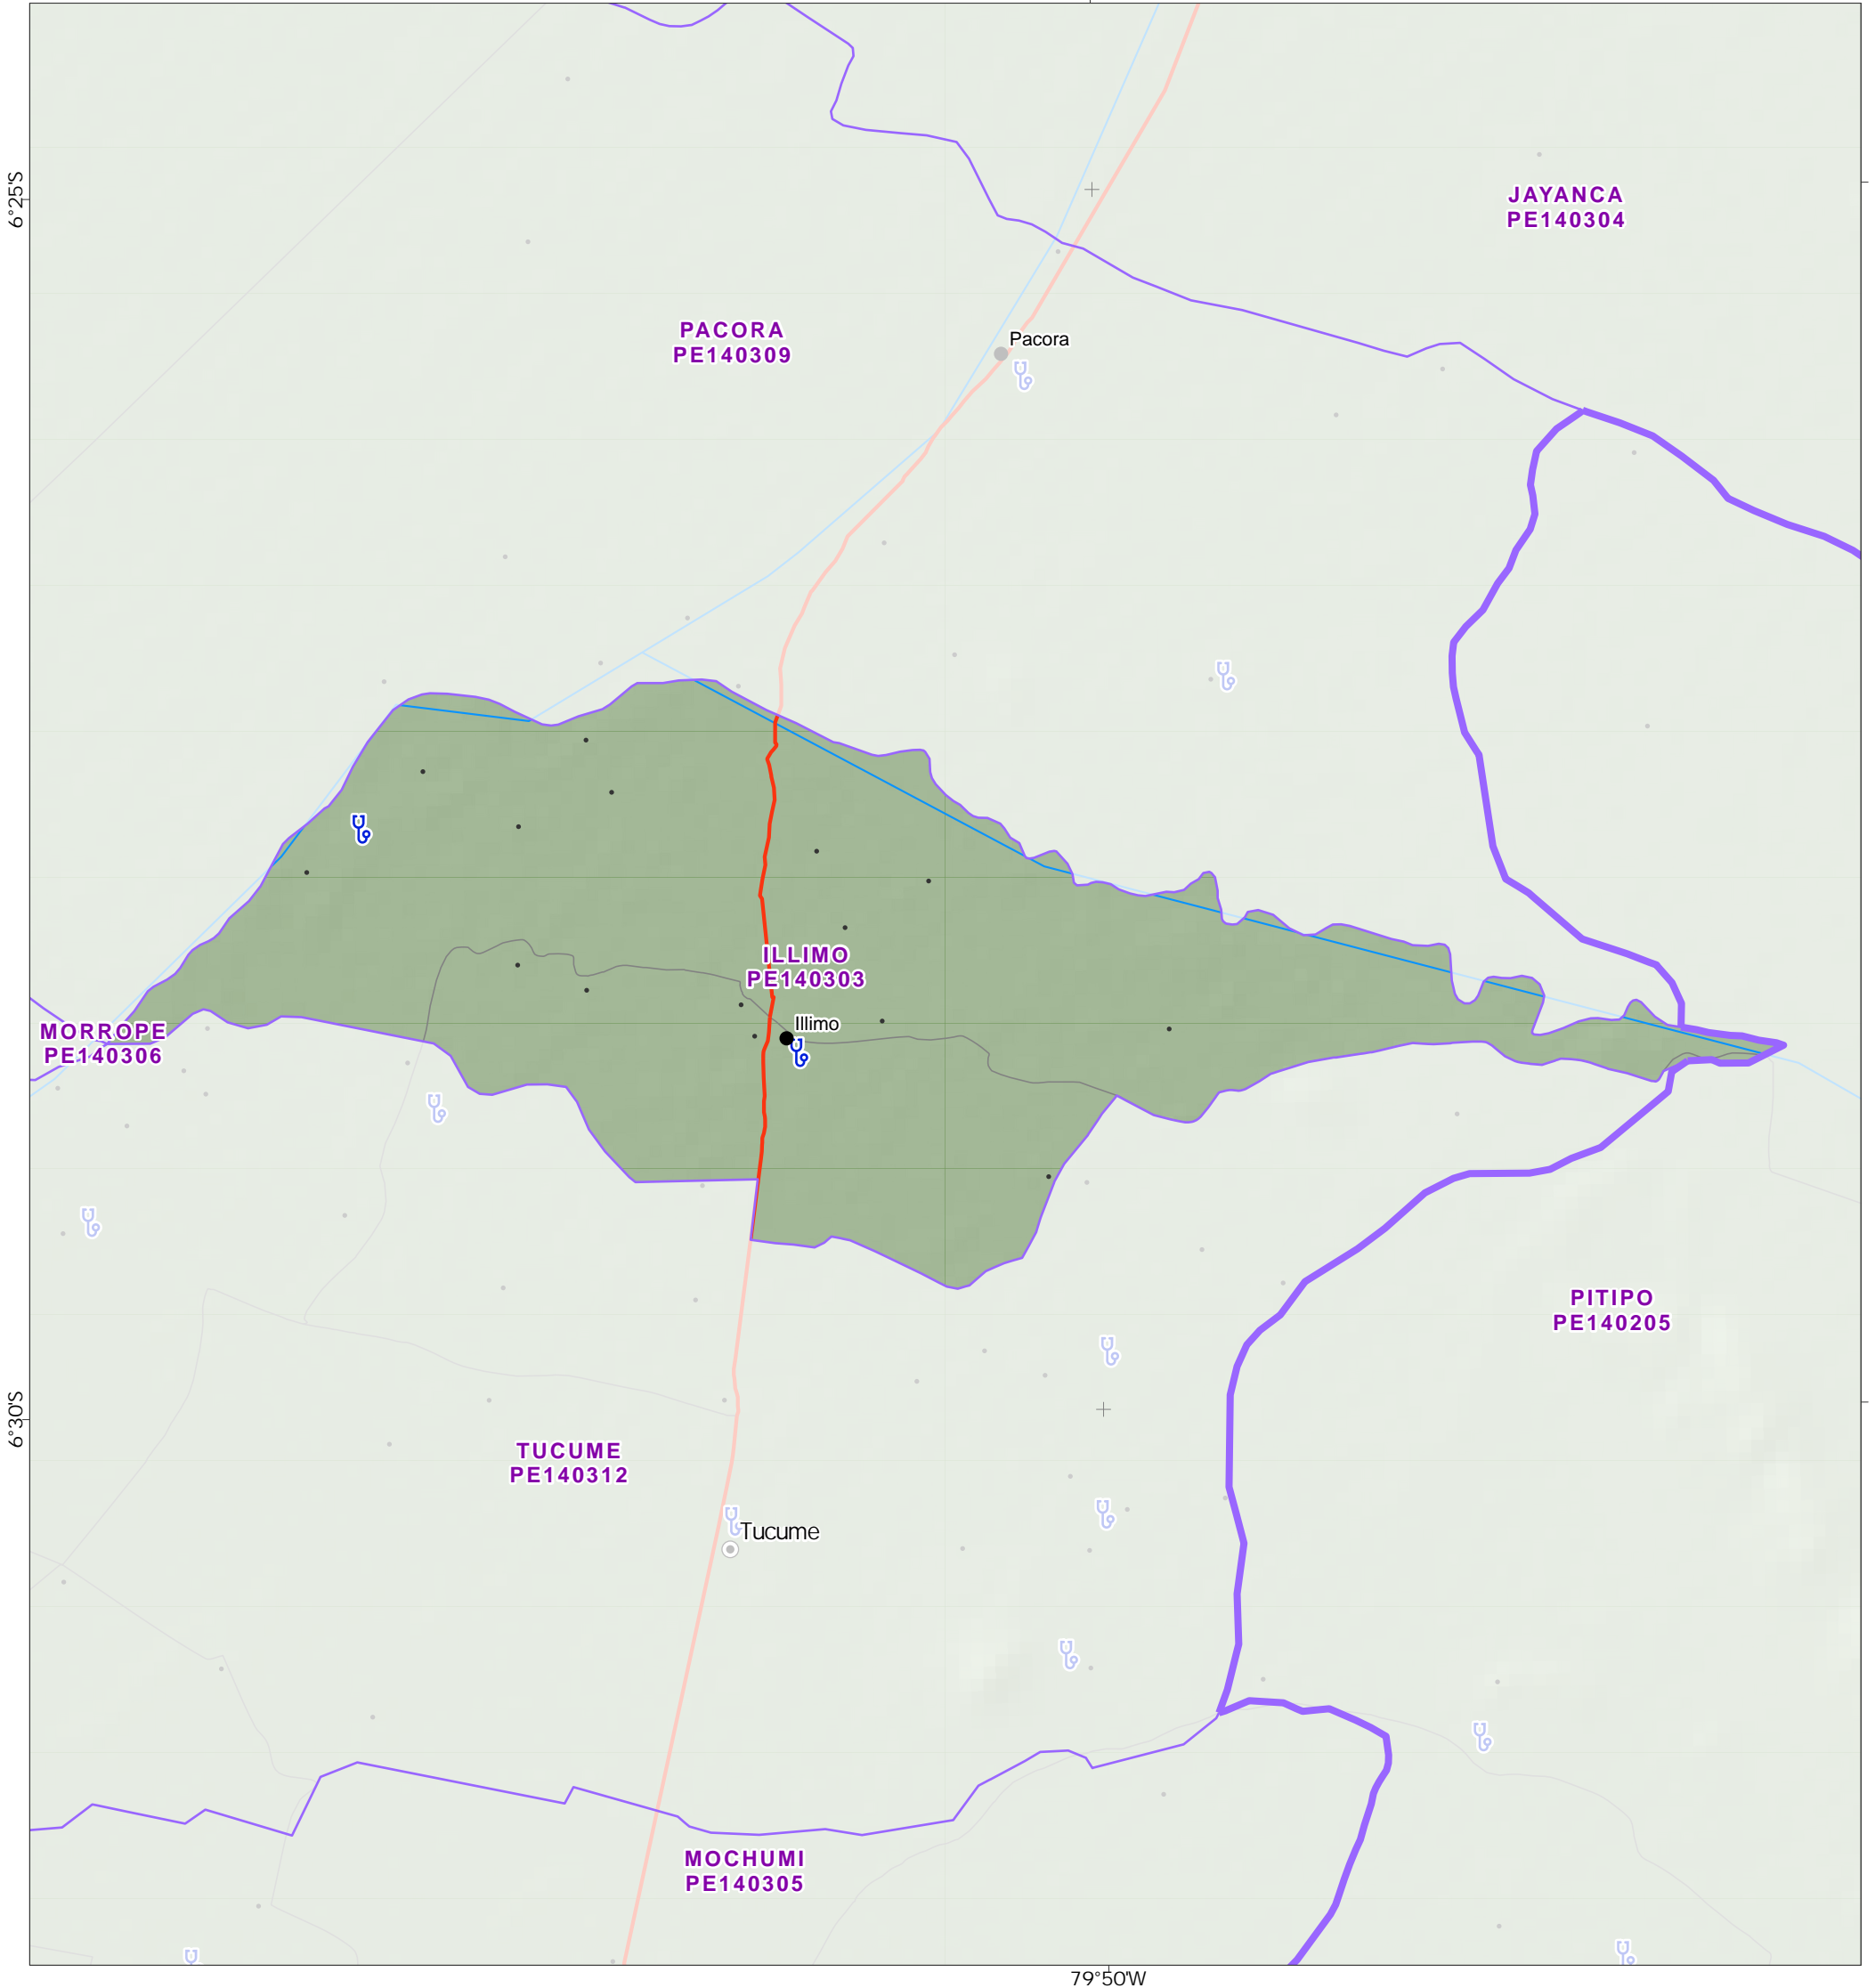 6°25'S
JAYANCA
PE140304
PACORA
PE140309
Pacora
ILLIMO
PE140303
Illimo
MORROPE
PE140306
PITIPO
PE140205
6°30'S
TUCUME
PE140312
Tucume
MOCHUMI
PE140305
79°50'W